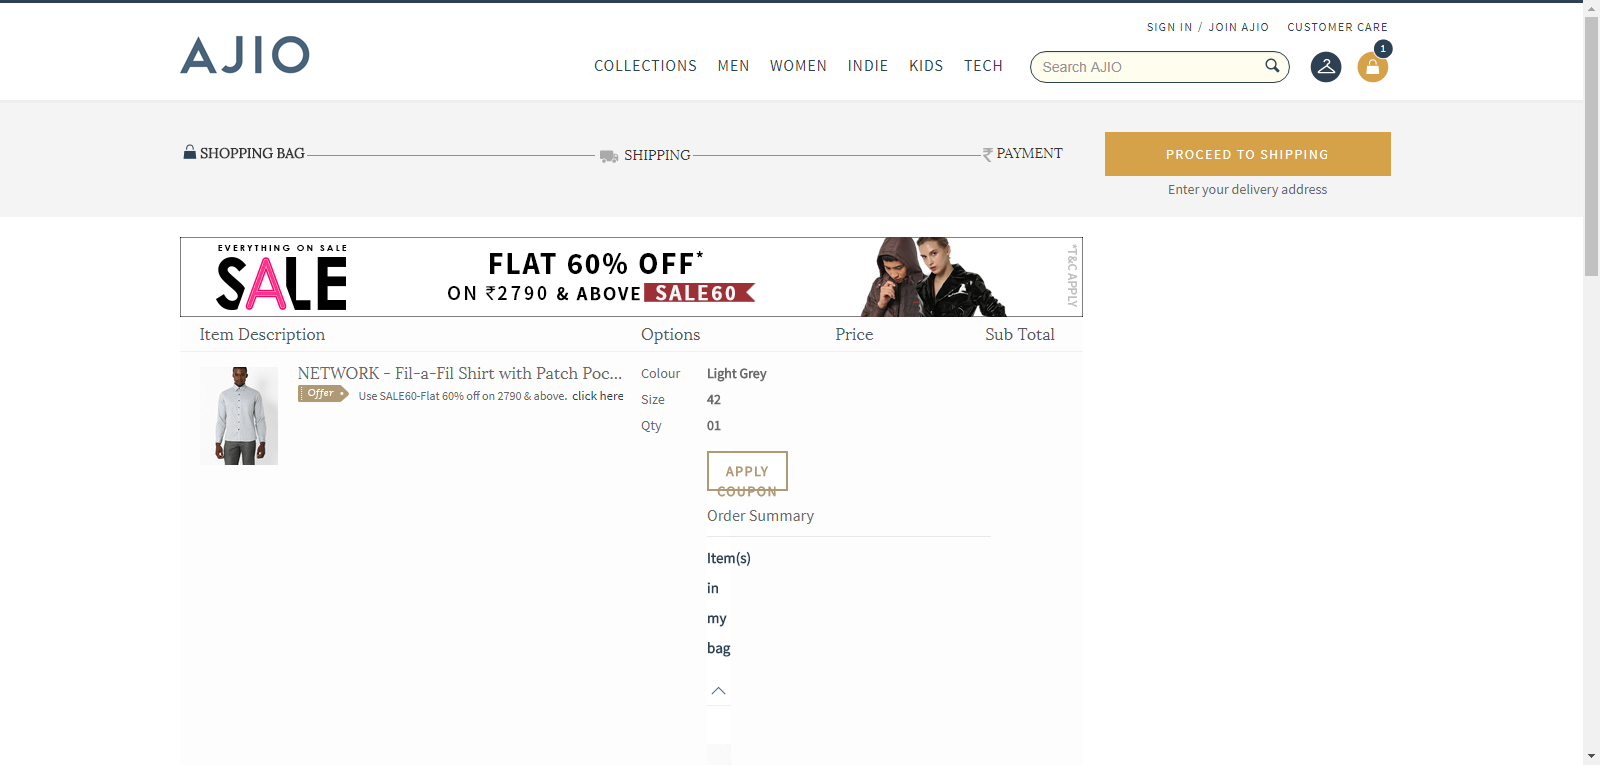 SIGN IN / JOIN AJIO CUSTOMER CARE
AJIO
COLLECTIONS MEN WOMEN INDIE KIDS TECH
Search AJIO
1
SHOPPING BAG SHIPPING PAYMENT
PROCEED TO SHIPPING
Enter your delivery address
EVERYTHING ON SALE
SALE
FLAT 60% OFF*
ON ₹2790 & ABOVE SALE60
*T&C APPLY
Item Description Options Price Sub Total
NETWORK - Fil-a-Fil Shirt with Patch Poc...
Offer Use SALE60-Flat 60% off on 2790 & above. click here
Colour Light Grey
Size 42
Qty 01
APPLY
COUPON
Order Summary
Item(s)
in
my
bag